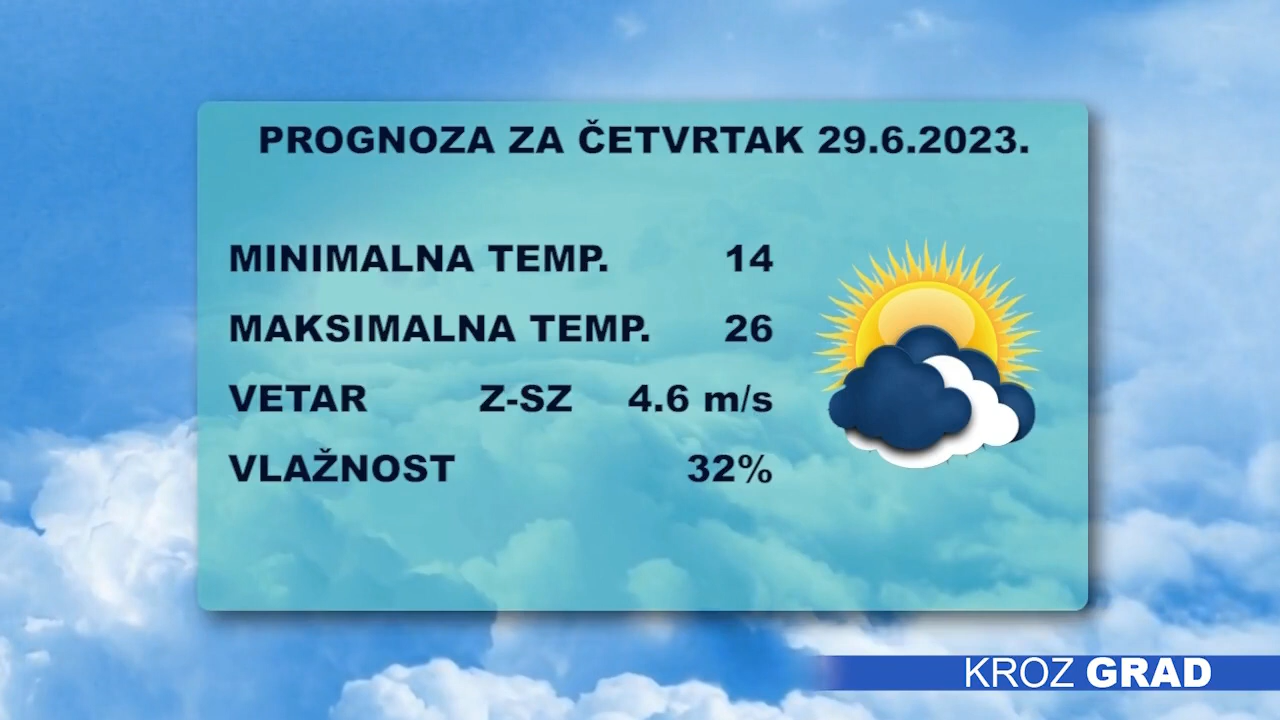 PROGNOZA ZA ČETVRTAK 29.6.2023.
MINIMALNA TEMP. 14
MAKSIMALNA TEMP. 26
VETAR Z-SZ 4.6 m/s
VLAŽNOST 32%
KROZ GRAD